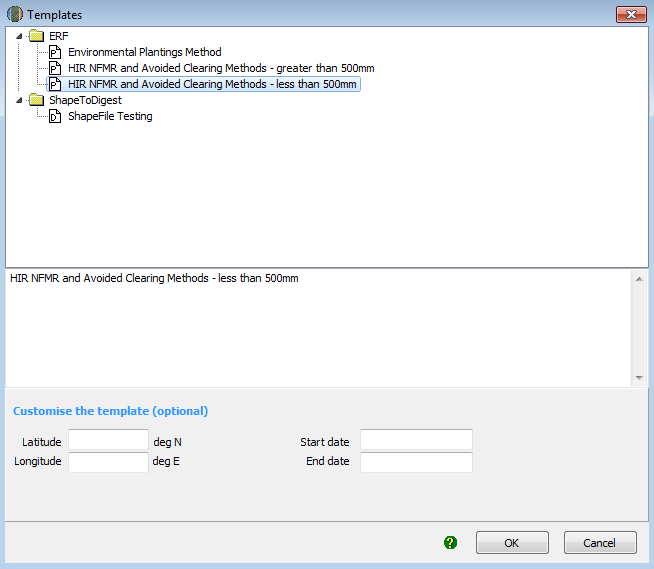 Templates
ERF
P Environmental Plantings Method
P HIR NFMR and Avoided Clearing Methods - greater than 500mm
P HIR NFMR and Avoided Clearing Methods - less than 500mm
ShapeToDigest
D ShapeFile Testing
HIR NFMR and Avoided Clearing Methods - less than 500mm
Customise the template (optional)
Latitude deg N Start date
Longitude deg E End date
? OK Cancel